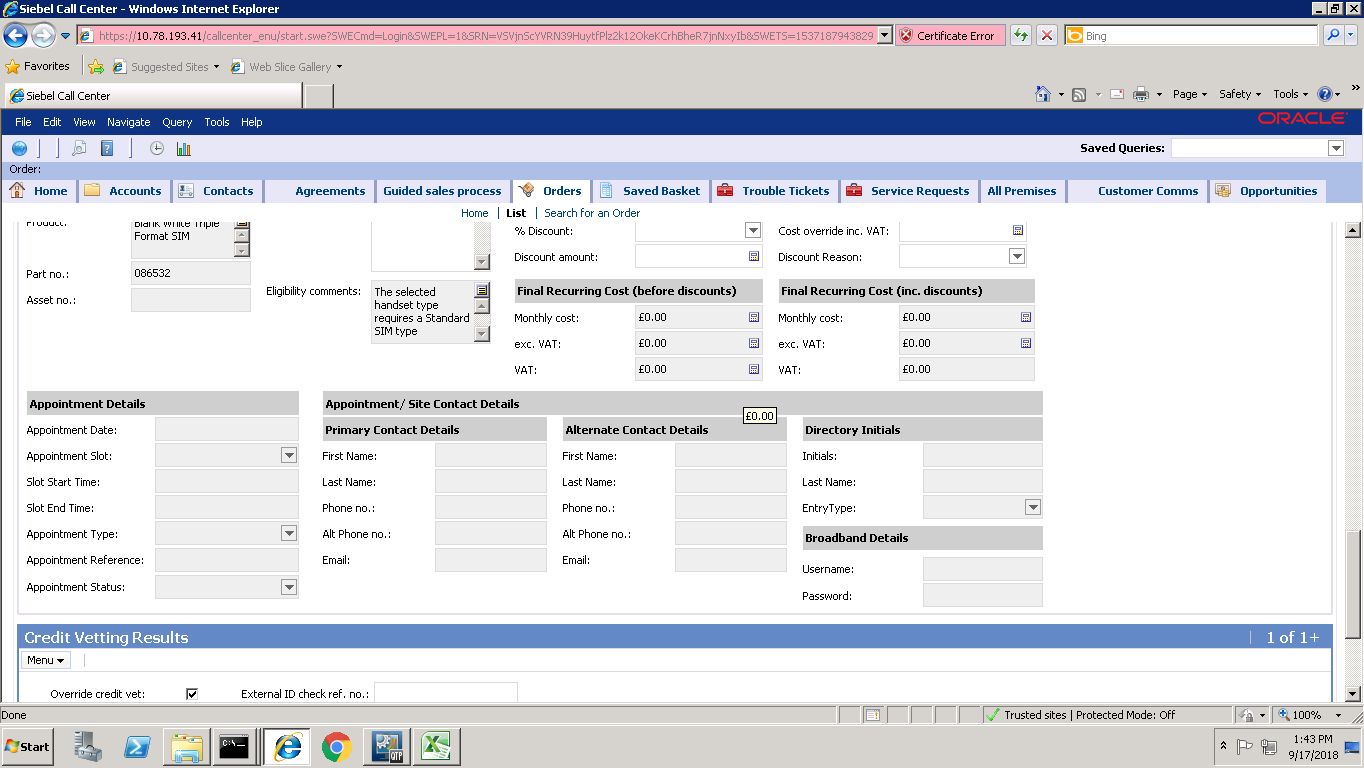 Siebel Call Center - Windows Internet Explorer
https://10.78.193.41/callcenter_enu/start.swe?SWECmd=Login&SWEPL=1&SRN=VSVjnScYVRN39HuytfPlz2k12OkeKCrhBheR7jnNxyIb&SWETS=1537187943829
Certificate Error
Bing
Favorites
Suggested Sites
Web Slice Gallery
Siebel Call Center
Page
Safety
Tools
File Edit View Navigate Query Tools Help
ORACLE
Saved Queries:
Order:
Home Accounts Contacts Agreements Guided sales process Orders Saved Basket Trouble Tickets Service Requests All Premises Customer Comms Opportunities
Home | List | Search for an Order
Product: Blank White Triple
Format SIM
% Discount:
Cost override inc. VAT:
Discount amount:
Discount Reason:
Part no.: 086532
Asset no.:
Eligibility comments: The selected
handset type
requires a Standard
SIM type
Final Recurring Cost (before discounts)
Final Recurring Cost (inc. discounts)
Monthly cost: £0.00
Monthly cost: £0.00
exc. VAT: £0.00
exc. VAT: £0.00
VAT: £0.00
VAT: £0.00
Appointment Details
Appointment/ Site Contact Details
£0.00
Appointment Date:
Primary Contact Details
Alternate Contact Details
Directory Initials
Appointment Slot:
First Name:
First Name:
Initials:
Slot Start Time:
Last Name:
Last Name:
Last Name:
Slot End Time:
Phone no.:
Phone no.:
EntryType:
Appointment Type:
Alt Phone no.:
Alt Phone no.:
Broadband Details
Appointment Reference:
Email:
Email:
Username:
Appointment Status:
Password:
Credit Vetting Results
1 of 1+
Menu
Override credit vet:
External ID check ref. no.:
Done
Trusted sites | Protected Mode: Off
100%
Start
C:\
QTP
1:43 PM
9/17/2018